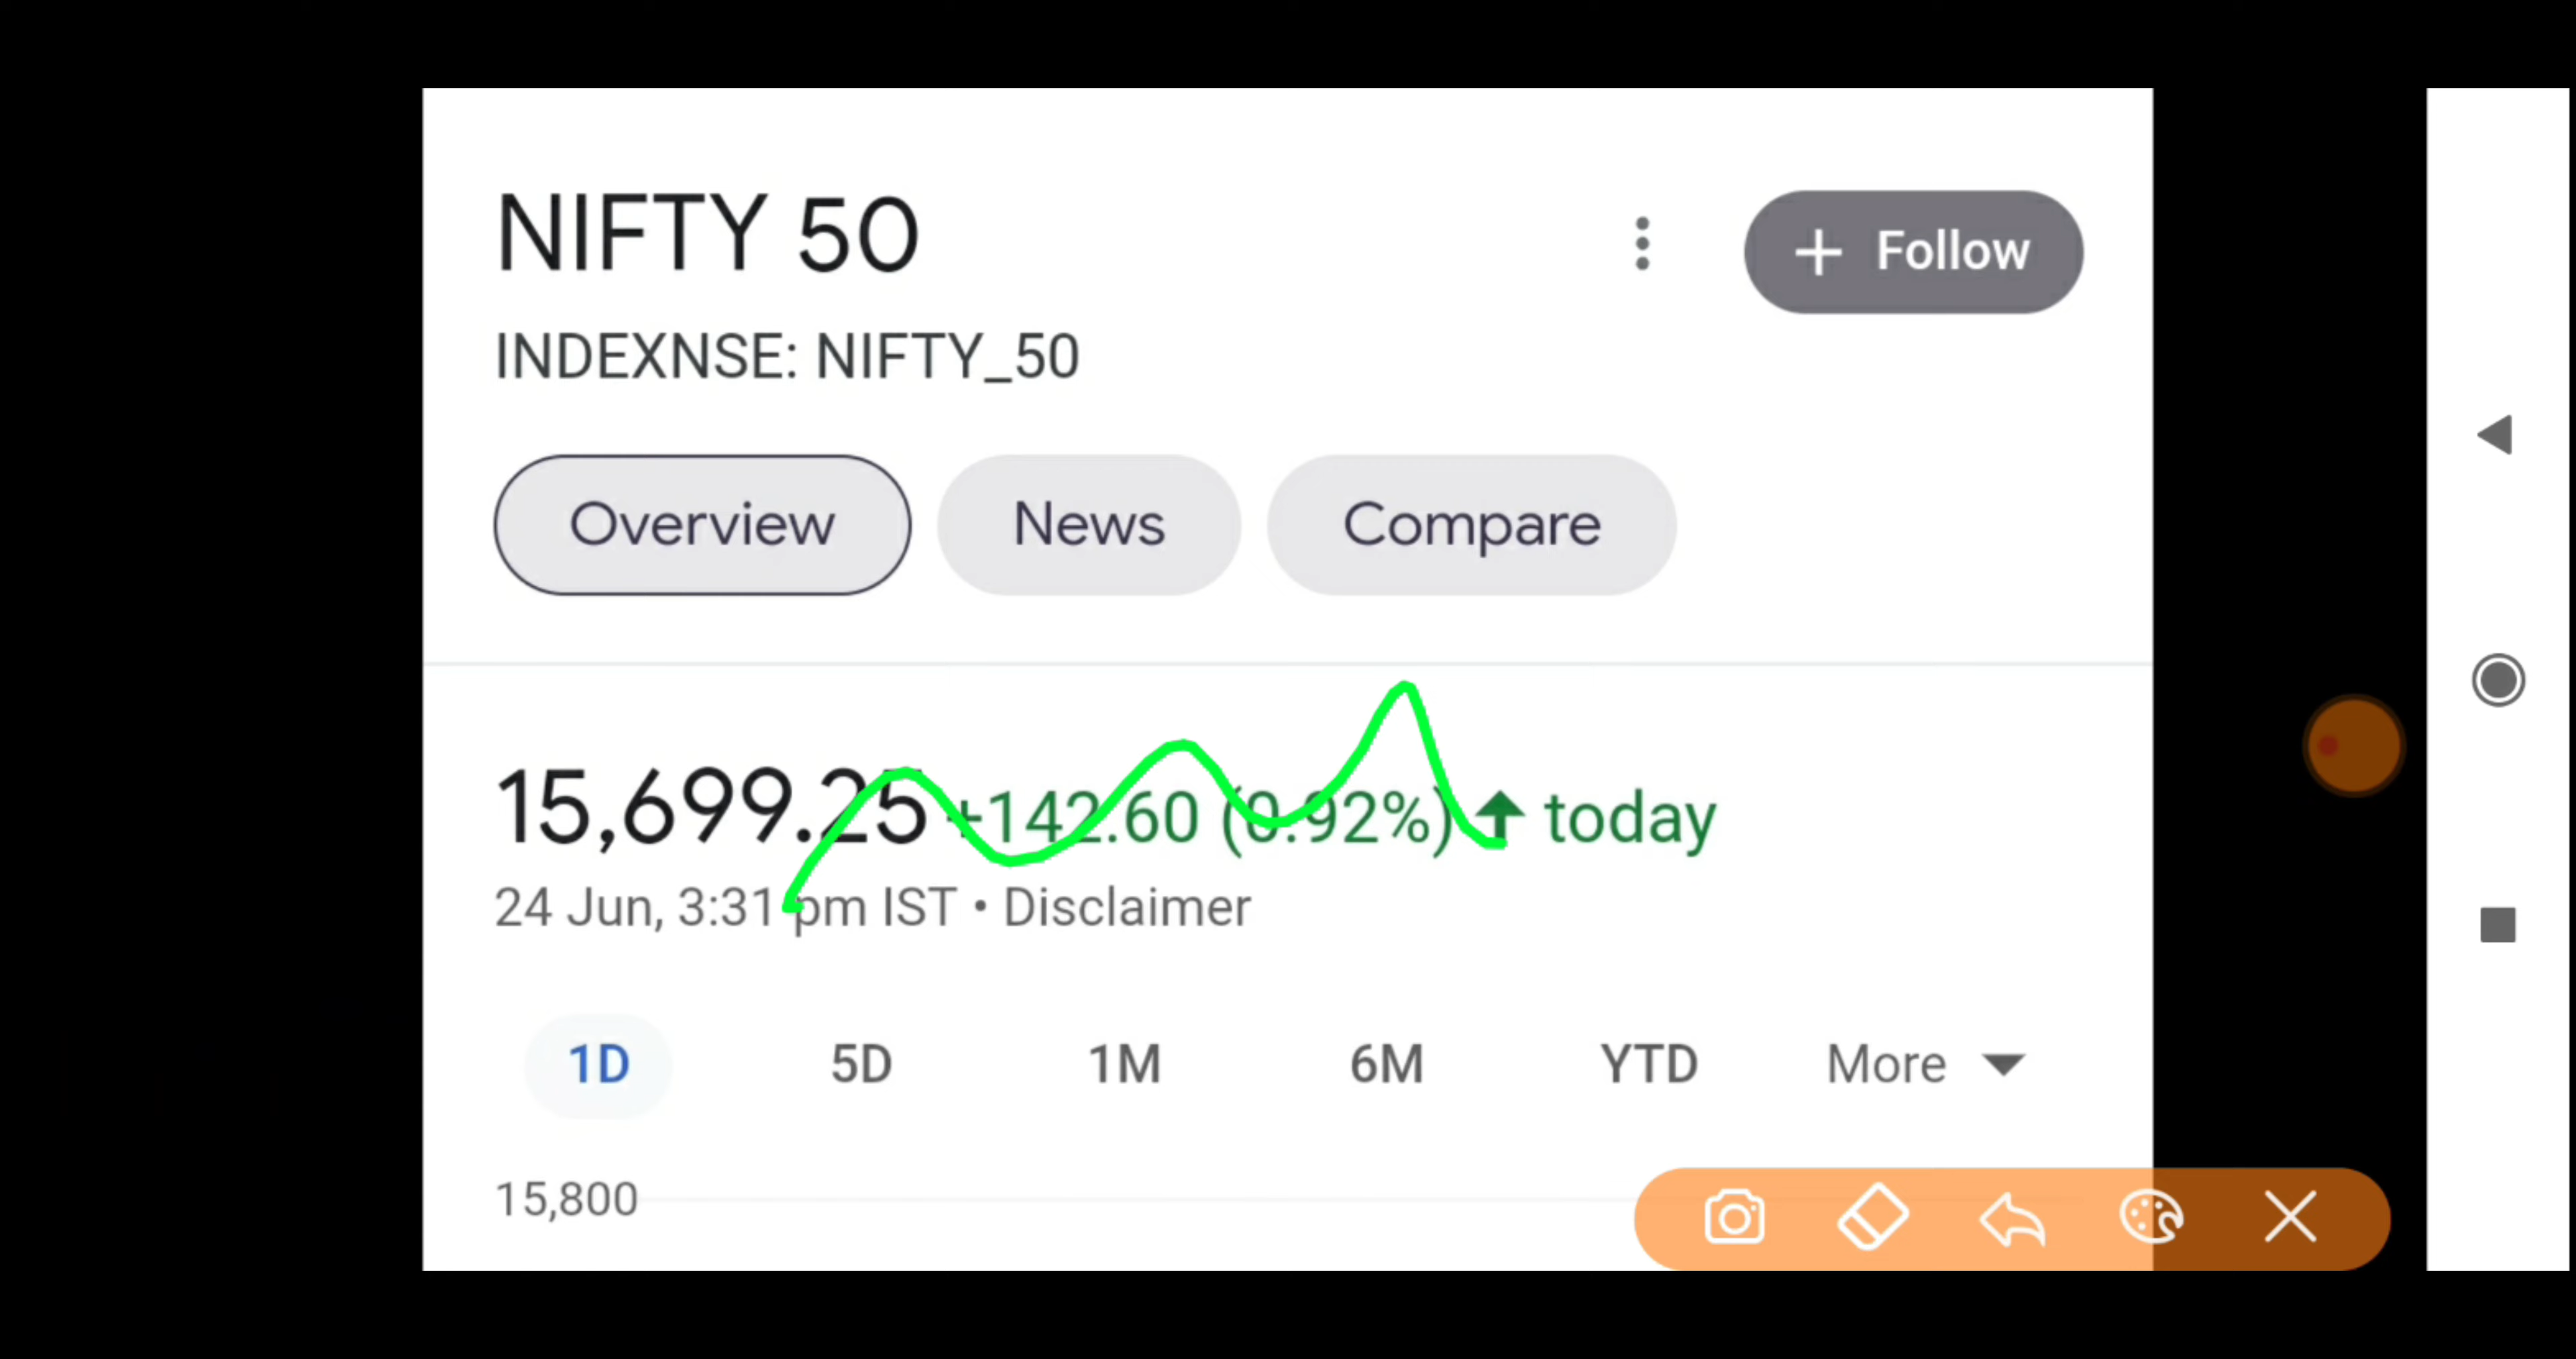 NIFTY 50
+ Follow
INDEXNSE: NIFTY_50
Overview News Compare
15,699.25 +142.60 (0.92%) ↑ today
24 Jun, 3:31 pm IST • Disclaimer
1D 5D 1M 6M YTD More
15,800